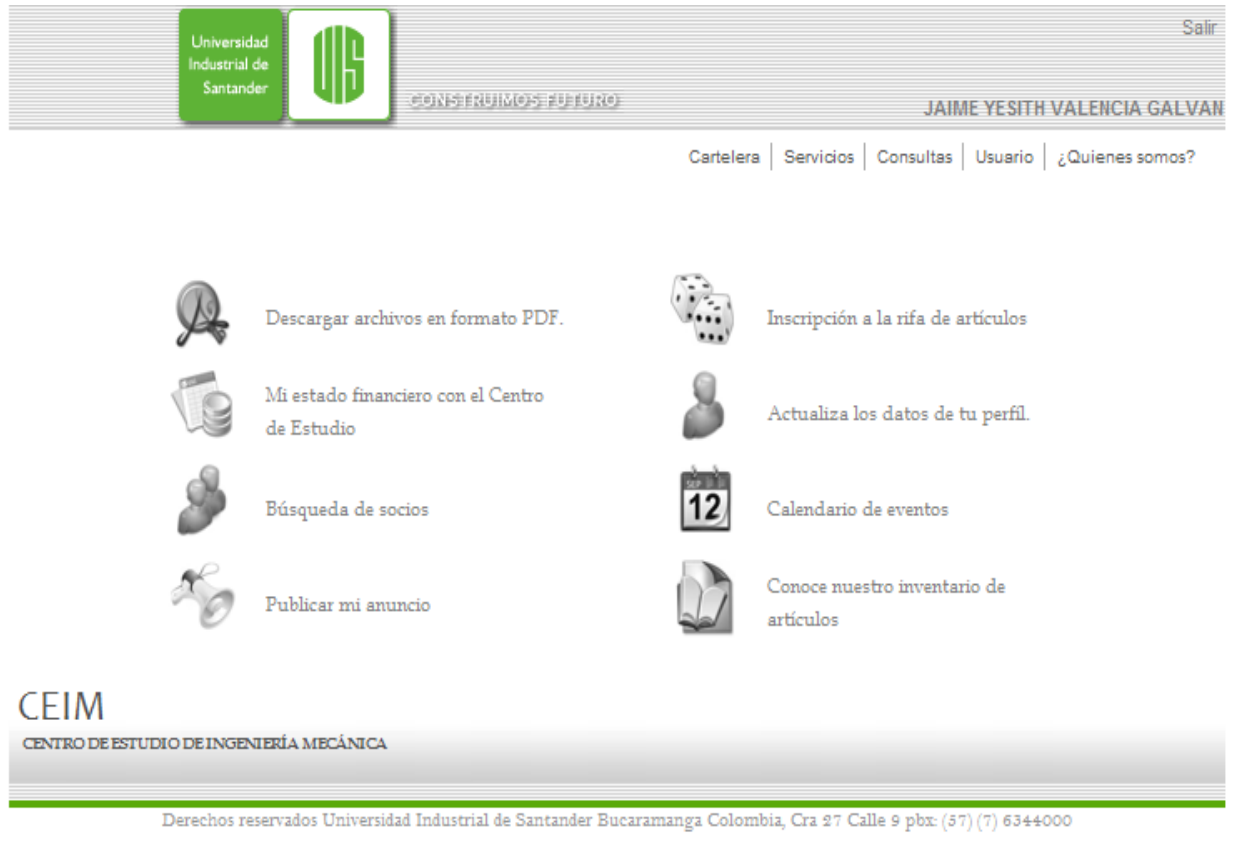 Salir
Universidad
Industrial de
Santander
UIS
CONSTRUIMOS FUTURO
JAIME YESITH VALENCIA GALVAN
Cartelera | Servicios | Consultas | Usuario | ¿Quienes somos?
Descargar archivos en formato PDF.
Inscripción a la rifa de artículos
Mi estado financiero con el Centro
de Estudio
Actualiza los datos de tu perfíl.
Búsqueda de socios
SEP
12
Calendario de eventos
Publicar mi anuncio
Conoce nuestro inventario de
artículos
CEIM
CENTRO DE ESTUDIO DE INGENIERÍA MECÁNICA
Derechos reservados Universidad Industrial de Santander Bucaramanga Colombia, Cra 27 Calle 9 pbx: (57) (7) 6344000